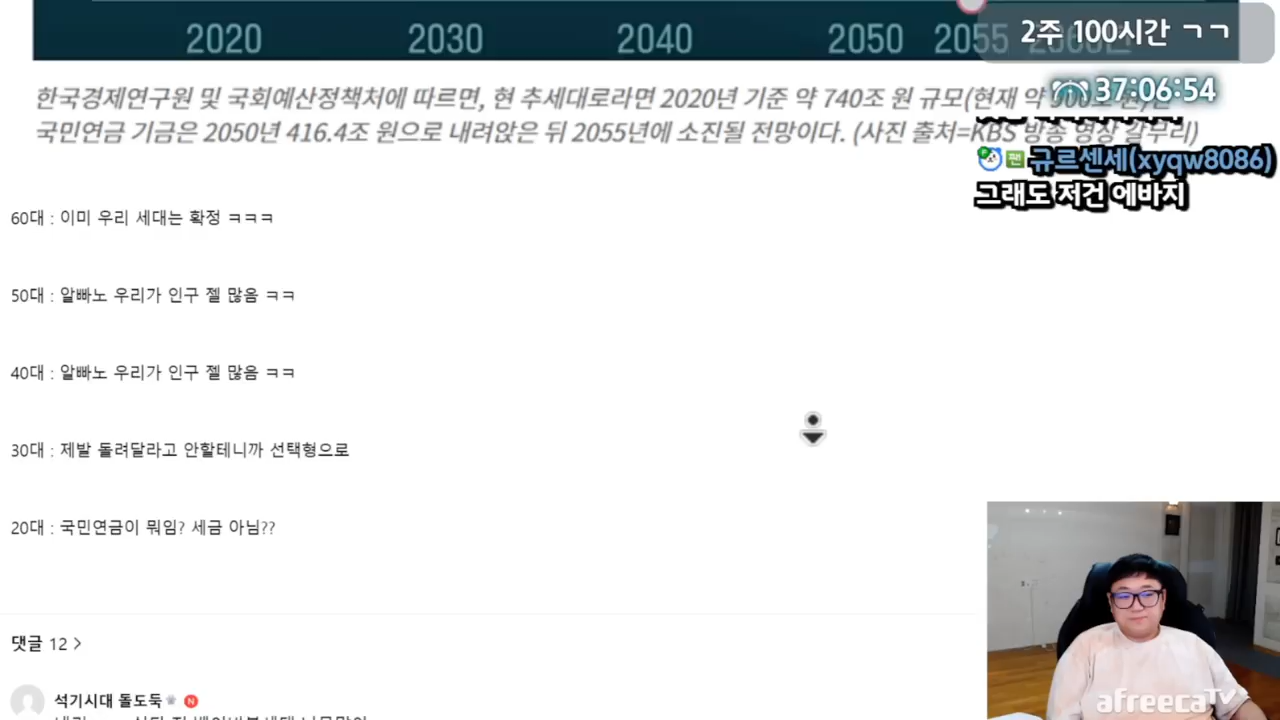 2020 2030 2040 2050 2055
2주 100시간 ㄱㄱ
37:06:54
한국경제연구원 및 국회예산정책처에 따르면, 현 추세대로라면 2020년 기준 약 740조 원 규모(현재 약
국민연금 기금은 2050년 416.4조 원으로 내려앉은 뒤 2055년에 소진될 전망이다. (사진 출처=KBS 방송 영상 갈무리)
팬 규르센세(xyqw8086)
그래도 저건 에바지
60대 : 이미 우리 세대는 확정 ㅋㅋㅋ
50대 : 알빠노 우리가 인구 젤 많음 ㅋㅋ
40대 : 알빠노 우리가 인구 젤 많음 ㅋㅋ
30대 : 제발 돌려달라고 안할테니까 선택형으로
20대 : 국민연금이 뭐임? 세금 아님??
댓글 12 >
석기시대 돌도둑 N
afreecaTV